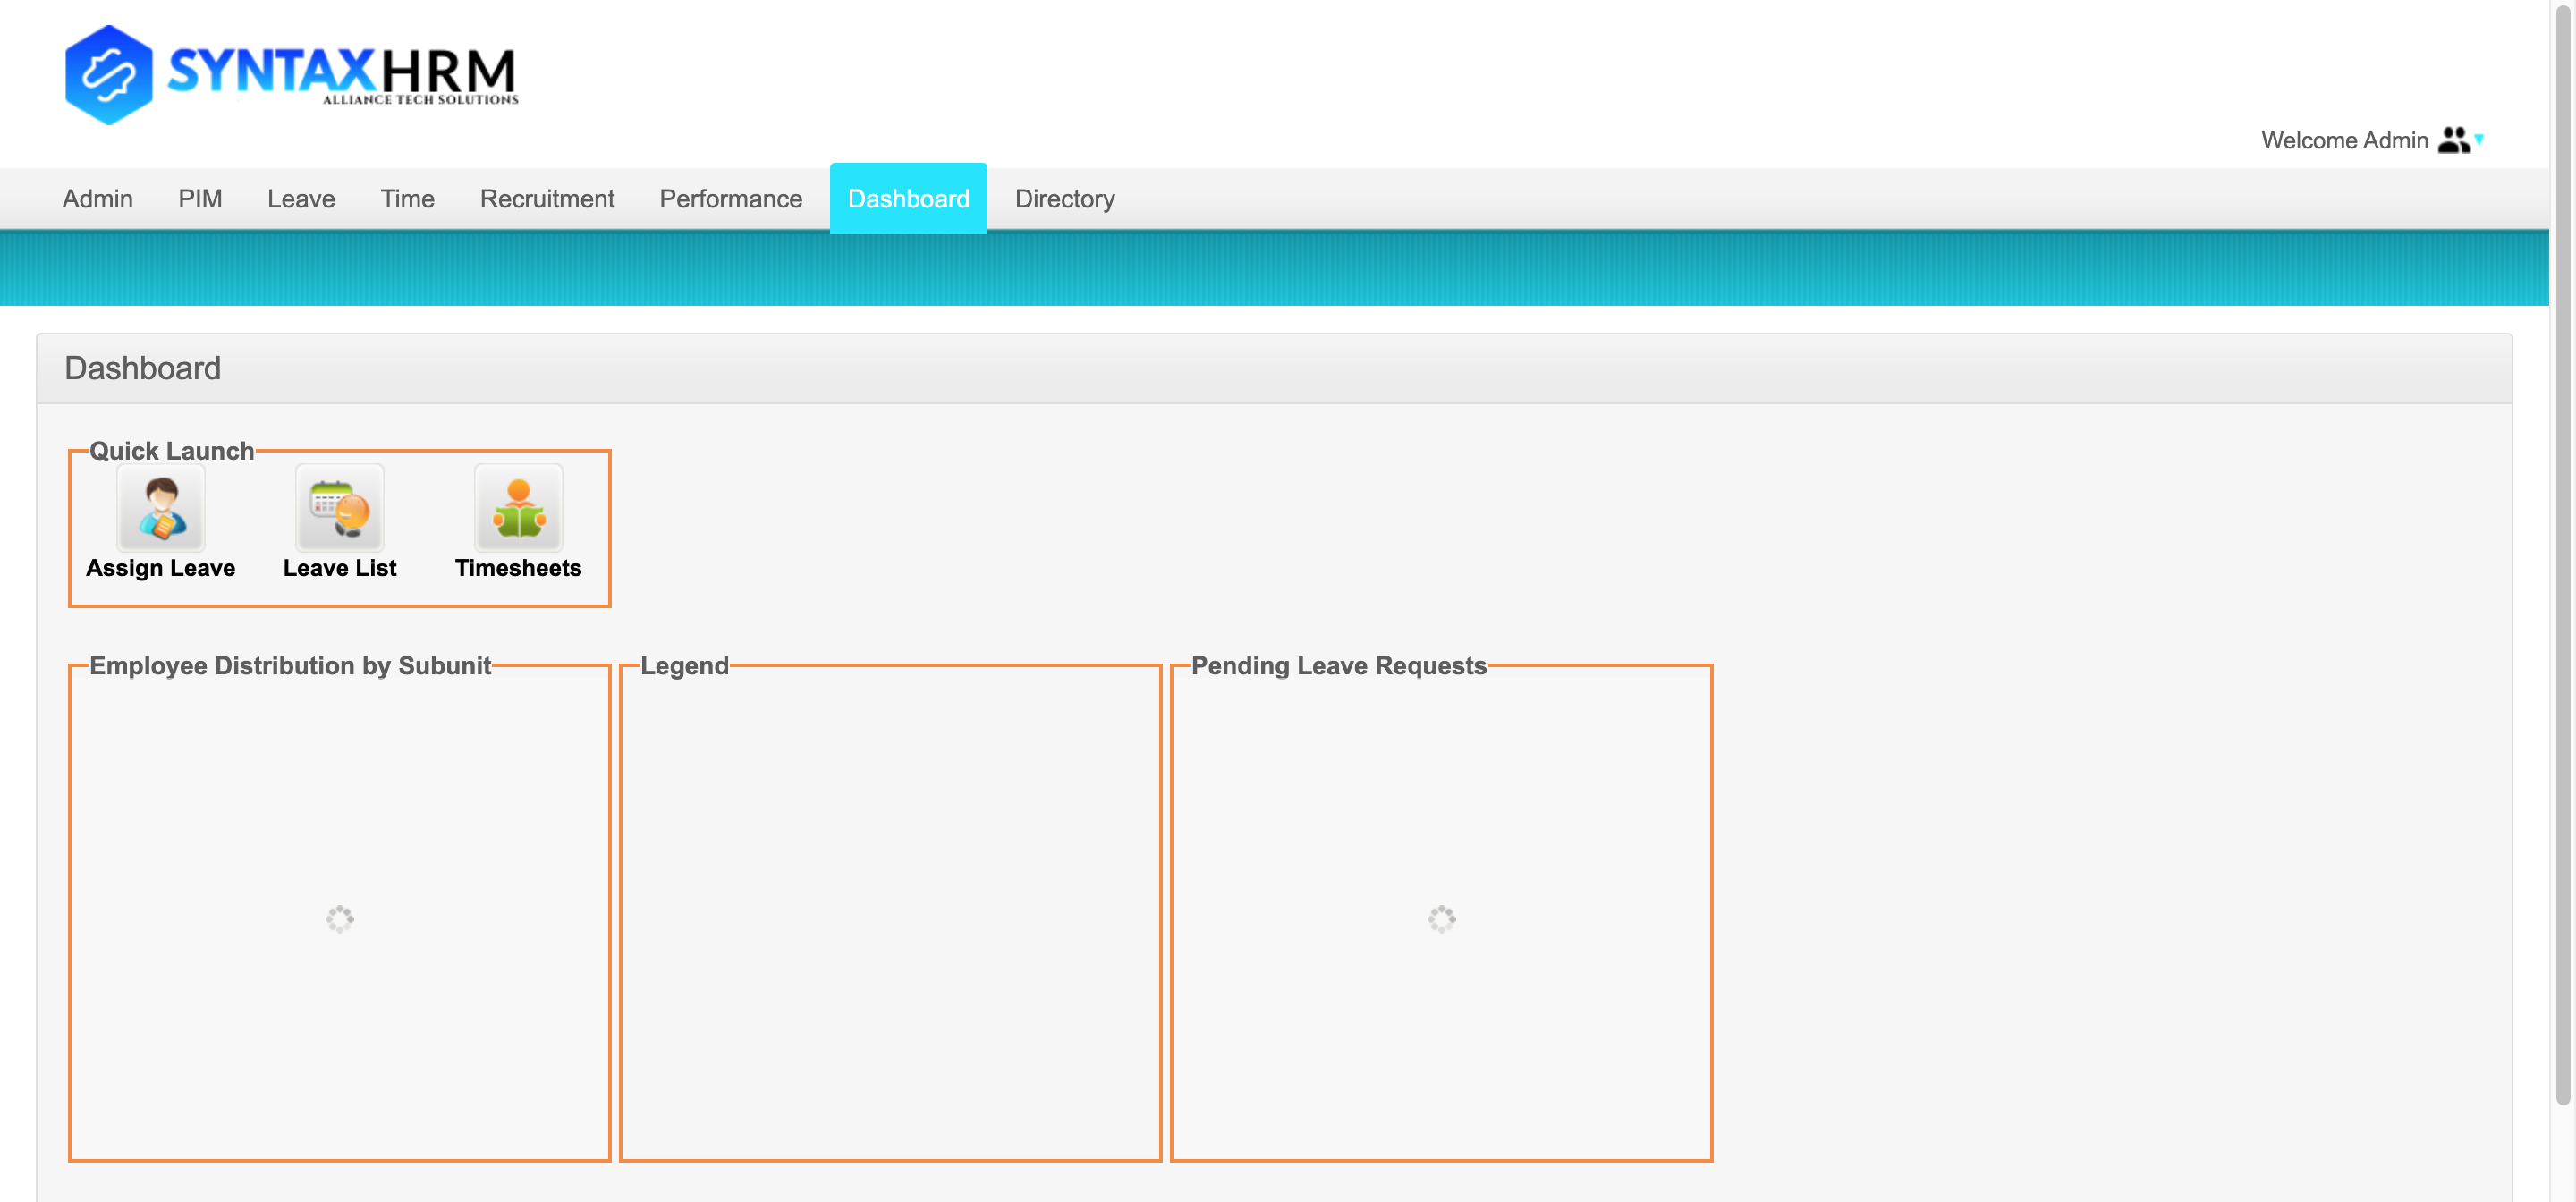 SYNTAXHRM
ALLIANCE TECH SOLUTIONS
Welcome Admin
Admin PIM Leave Time Recruitment Performance Dashboard Directory
Dashboard
Quick Launch
Assign Leave Leave List Timesheets
Employee Distribution by Subunit Legend Pending Leave Requests